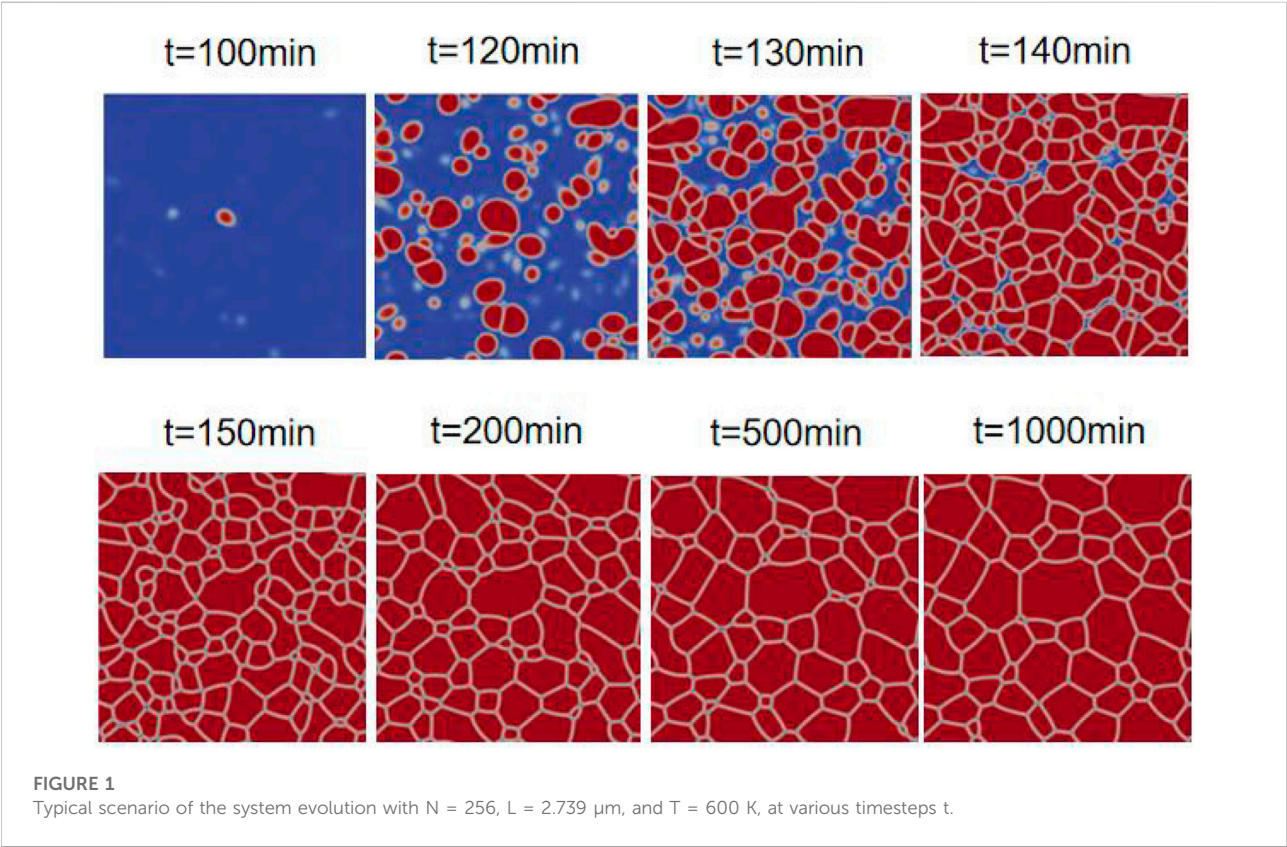 t=100min t=120min t=130min t=140min
t=150min t=200min t=500min t=1000min
FIGURE 1
Typical scenario of the system evolution with N = 256, L = 2.739 μm, and T = 600 K, at various timesteps t.